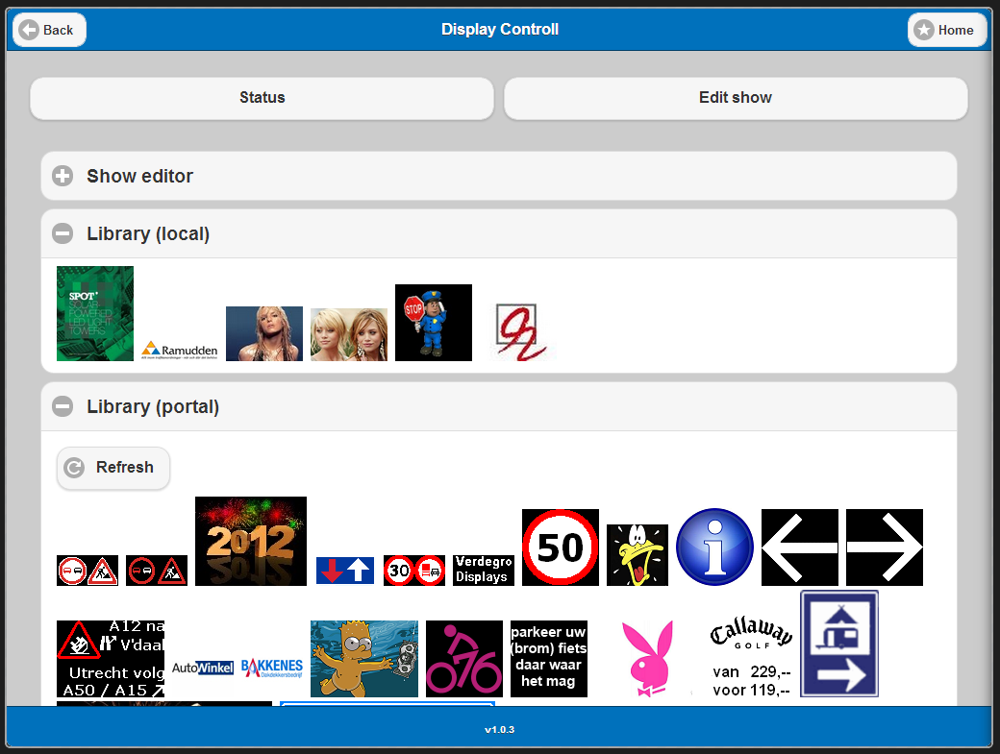 Back
Display Controll
Home
Status
Edit show
Show editor
Library (local)
SPOT
SOLAR
POWERED
LED LIGHT
TOWERS
Ramudden
STOP
Library (portal)
Refresh
2012
30
Verdegro
Displays
50
i
A12 na
V'daal
Utrecht volg
A50 / A15
AutoWinkel
BAKKENES
Dakdekkersbedrijf
76
parkeer uw
(brom) fiets
daar waar
het mag
Callaway
GOLF
van 229,--
voor 119,--
v1.0.3